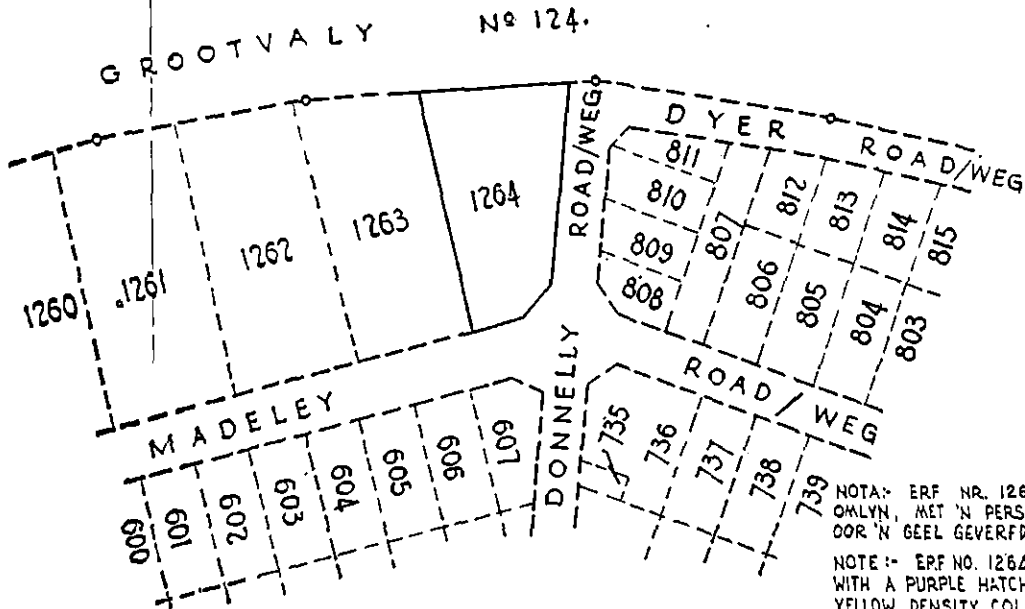 GROOTVALY Nº 124.
DYER ROAD/WEG
ROAD/WEG
811
810
809
808
807
812
813
814
815
806
805
804
803
1260
1261
1262
1263
1264
MADELEY ROAD/WEG
DONNELLY
600
601
602
603
604
605
606
607
735
736
737
738
739
NOTA:- ERF NR. 126
OMLYN, MET 'N PERS
OOR 'N GEEL GEVERFD
NOTE:- ERF NO. 1264
WITH A PURPLE HATCH
YELLOW DENSITY COL